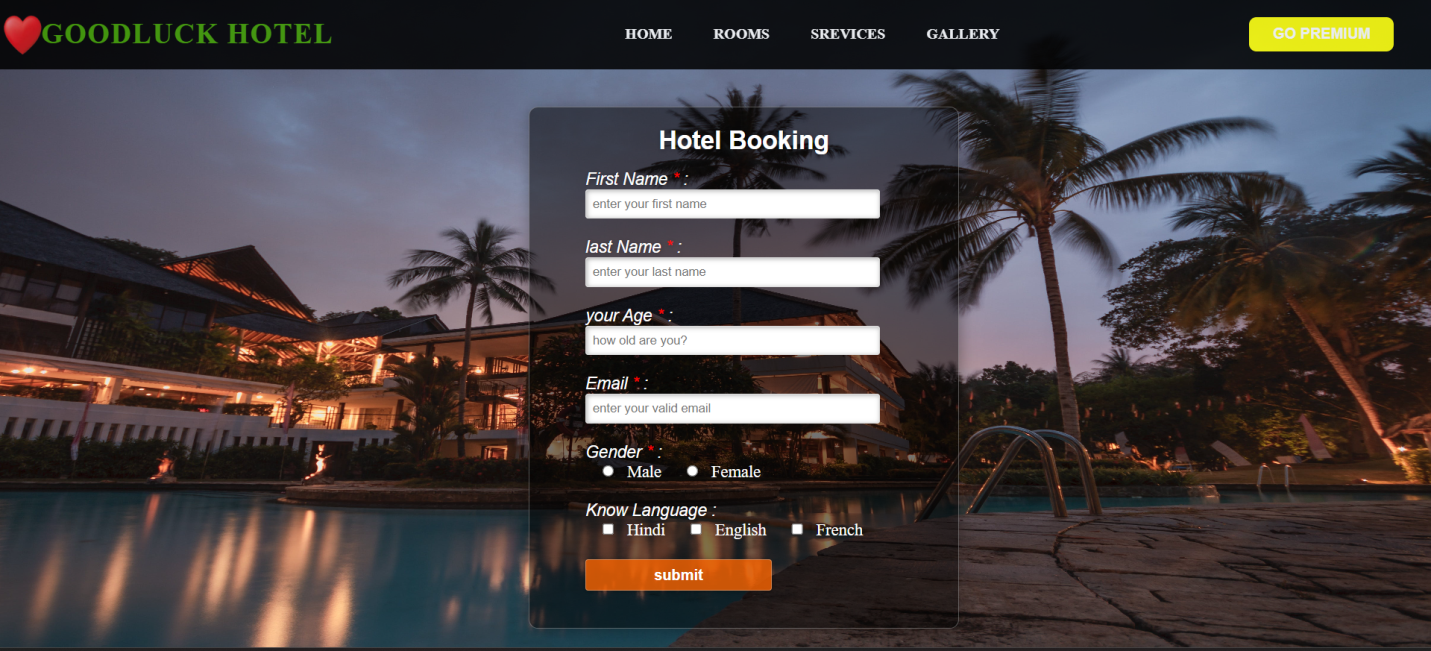 GOODLUCK HOTEL
HOME ROOMS SREVICES GALLERY
GO PREMIUM
Hotel Booking
First Name * :
enter your first name
last Name * :
enter your last name
your Age * :
how old are you?
Email * :
enter your valid email
Gender * :
Male Female
Know Language :
Hindi English French
submit